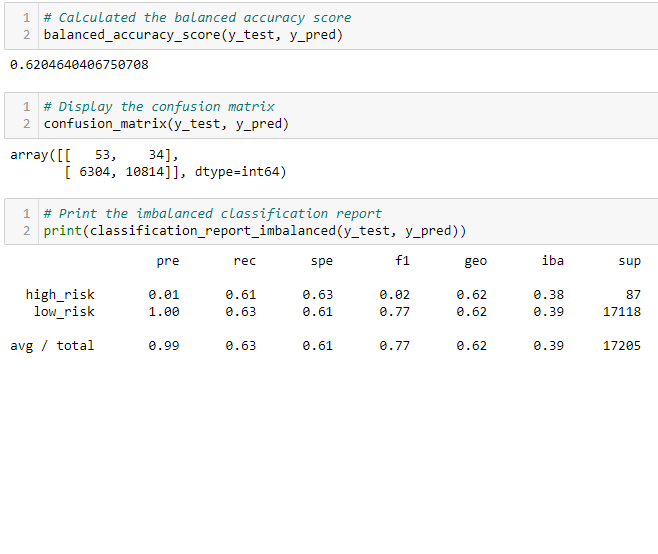 1 # Calculated the balanced accuracy score
2 balanced_accuracy_score(y_test, y_pred)
0.6204640406750708
1 # Display the confusion matrix
2 confusion_matrix(y_test, y_pred)
array([[   53,    34],
       [ 6304, 10814]], dtype=int64)
1 # Print the imbalanced classification report
2 print(classification_report_imbalanced(y_test, y_pred))
                   pre       rec       spe        f1       geo       iba       sup
  high_risk       0.01      0.61      0.63      0.02      0.62      0.38        87
   low_risk       1.00      0.63      0.61      0.77      0.62      0.39     17118
avg / total       0.99      0.63      0.61      0.77      0.62      0.39     17205